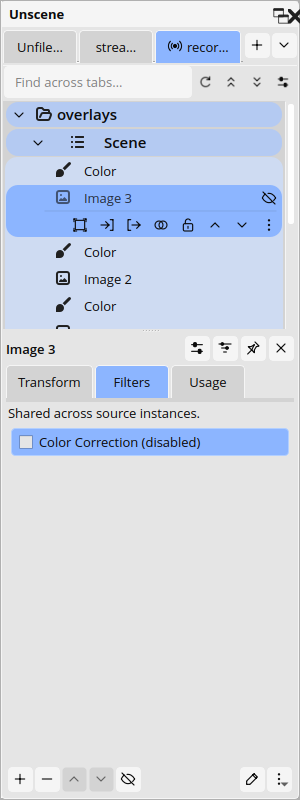 Unscene
Unfile...
strea...
recor...
Find across tabs...
overlays
Scene
Color
Image 3
Color
Image 2
Color
Image 3
Transform
Filters
Usage
Shared across source instances.
Color Correction (disabled)